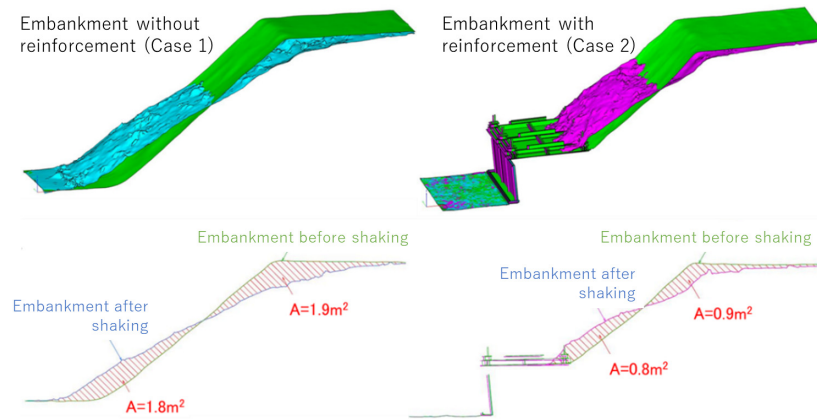 Embankment without
reinforcement (Case 1)
Embankment with
reinforcement (Case 2)
Embankment before shaking
Embankment after
shaking
A=1.9m²
A=1.8m²
Embankment before shaking
Embankment after
shaking
A=0.9m²
A=0.8m²